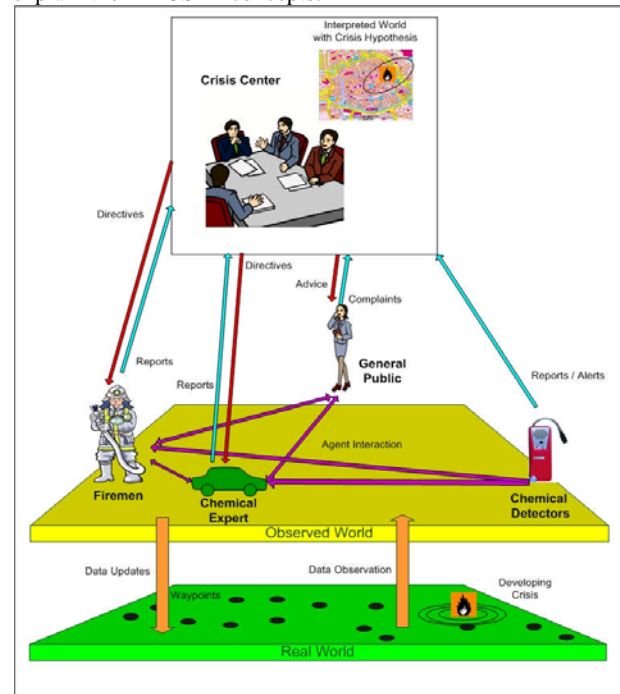 Interpreted World
with Crisis Hypothesis
Crisis Center
Directives
Directives
Advice
Complaints
Reports
Reports
General
Public
Reports / Alerts
Agent Interaction
Firemen
Chemical
Expert
Chemical
Detectors
Observed World
Data Updates
Data Observation
Waypoints
Developing
Crisis
Real World